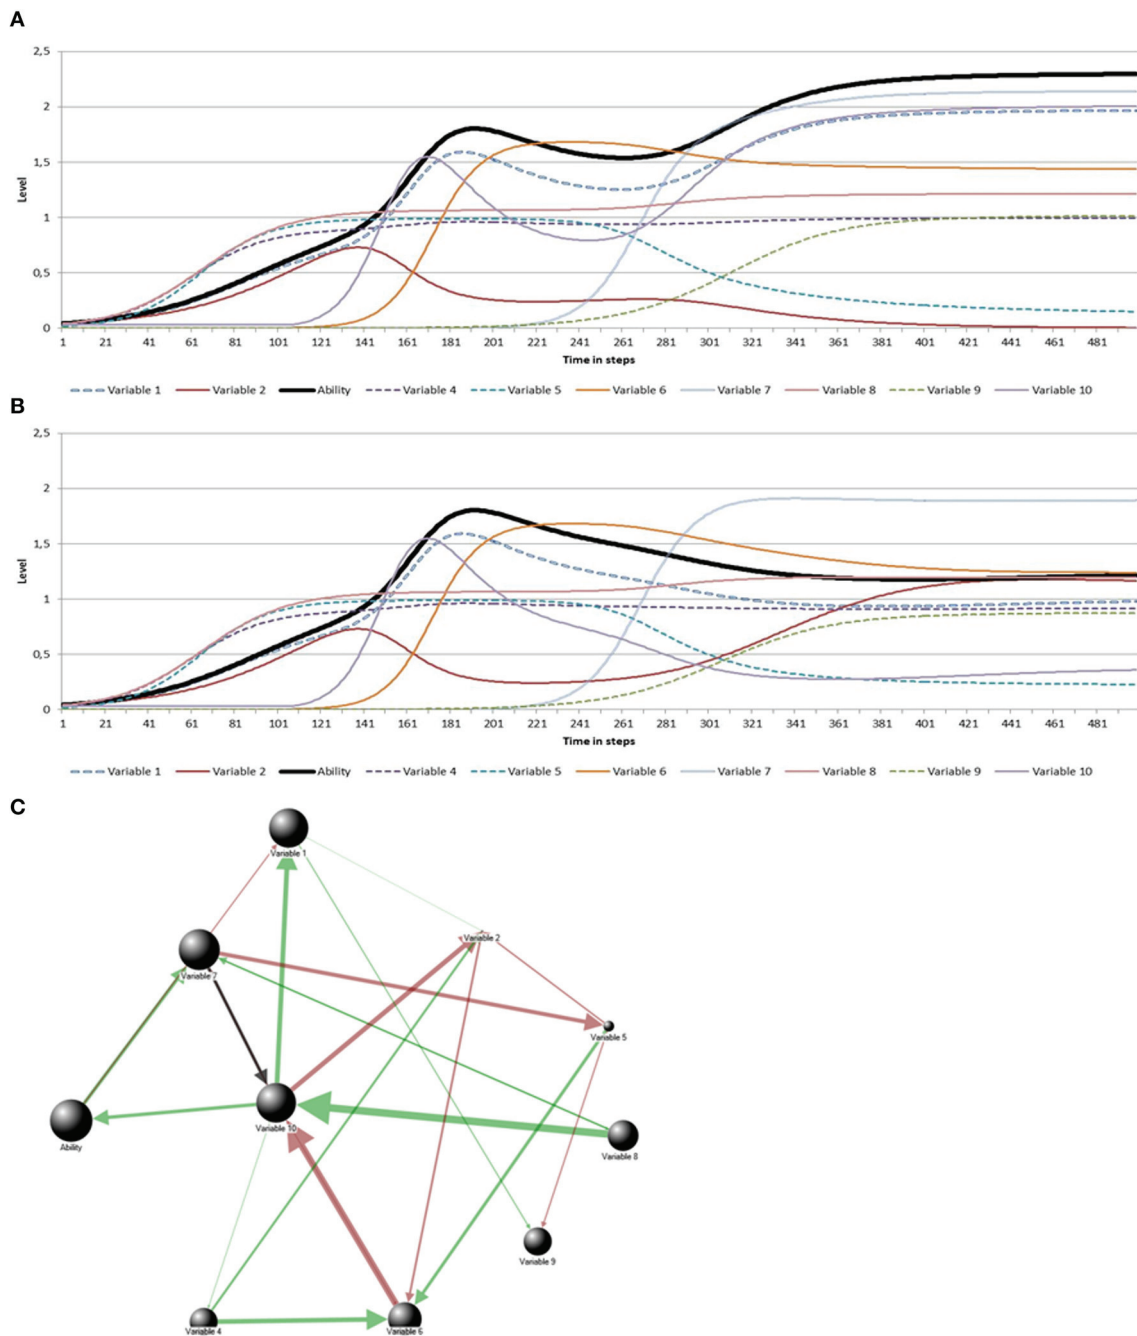 A
2,5
2
1,5
1
0,5
0
Level
1 21 41 61 81 101 121 141 161 181 201 221 241 261 281 301 321 341 361 381 401 421 441 461 481
Time in steps
Variable 1 Variable 2 Ability Variable 4 Variable 5 Variable 6 Variable 7 Variable 8 Variable 9 Variable 10
B
2,5
2
1,5
1
0,5
0
Level
1 21 41 61 81 101 121 141 161 181 201 221 241 261 281 301 321 341 361 381 401 421 441 461 481
Time in steps
Variable 1 Variable 2 Ability Variable 4 Variable 5 Variable 6 Variable 7 Variable 8 Variable 9 Variable 10
C
Variable 1
Variable 2
Variable 7
Variable 5
Variable 10
Ability
Variable 8
Variable 9
Variable 4
Variable 6